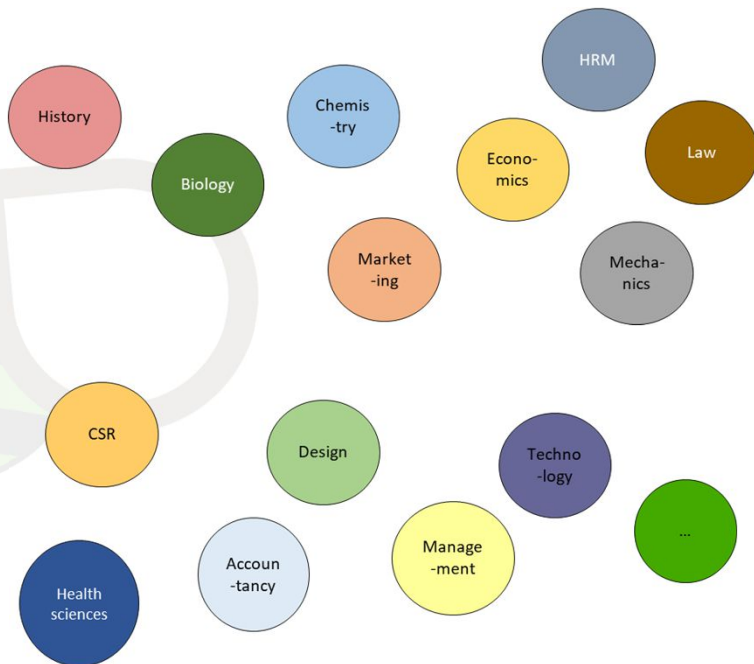 HRM
History
Chemis
-try
Law
Econo-
mics
Biology
Market
-ing
Mecha-
nics
CSR
Design
Techno
-logy
...
Manage
-ment
Accoun
-tancy
Health
sciences